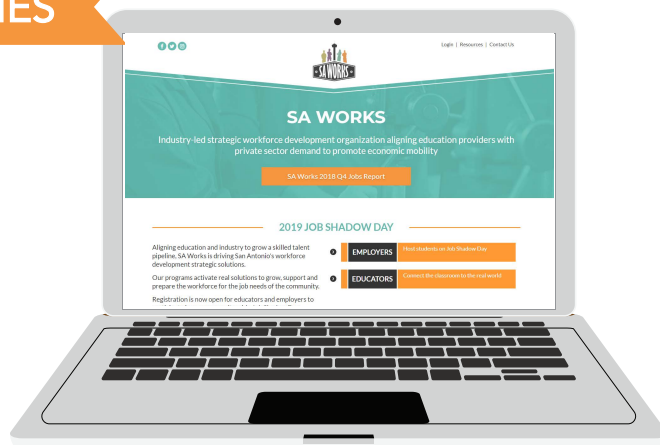 IES
Login | Resources | Contact Us
SA WORKS
SA WORKS
Industry-led strategic workforce development organization aligning education providers with
private sector demand to promote economic mobility
SA Works 2018 Q4 Jobs Report
2019 JOB SHADOW DAY
Aligning education and industry to grow a skilled talent
pipeline, SA Works is driving San Antonio's workforce
development strategic solutions.
Our programs activate real solutions to grow, support and
prepare the workforce for the job needs of the community.
Registration is now open for educators and employers to
EMPLOYERS Host students on Job Shadow Day
EDUCATORS Connect the classroom to the real world